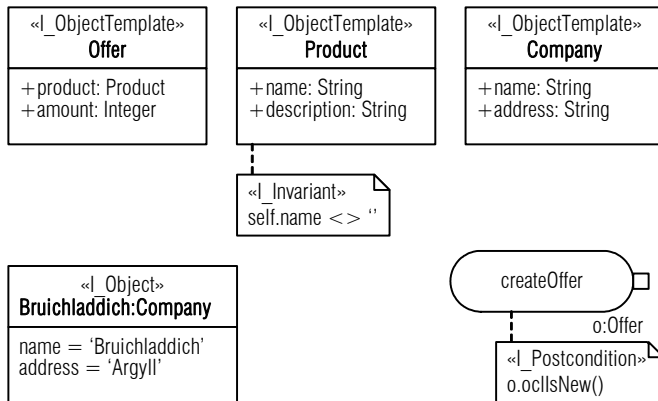 «I_ObjectTemplate»
Offer
+product: Product
+amount: Integer
«I_ObjectTemplate»
Product
+name: String
+description: String
«I_ObjectTemplate»
Company
+name: String
+address: String
«I_Invariant»
self.name <> ‘’
«I_Object»
Bruichladdich:Company
name = ‘Bruichladdich’
address = ‘Argyll’
createOffer
o:Offer
«I_Postcondition»
o.oclIsNew()